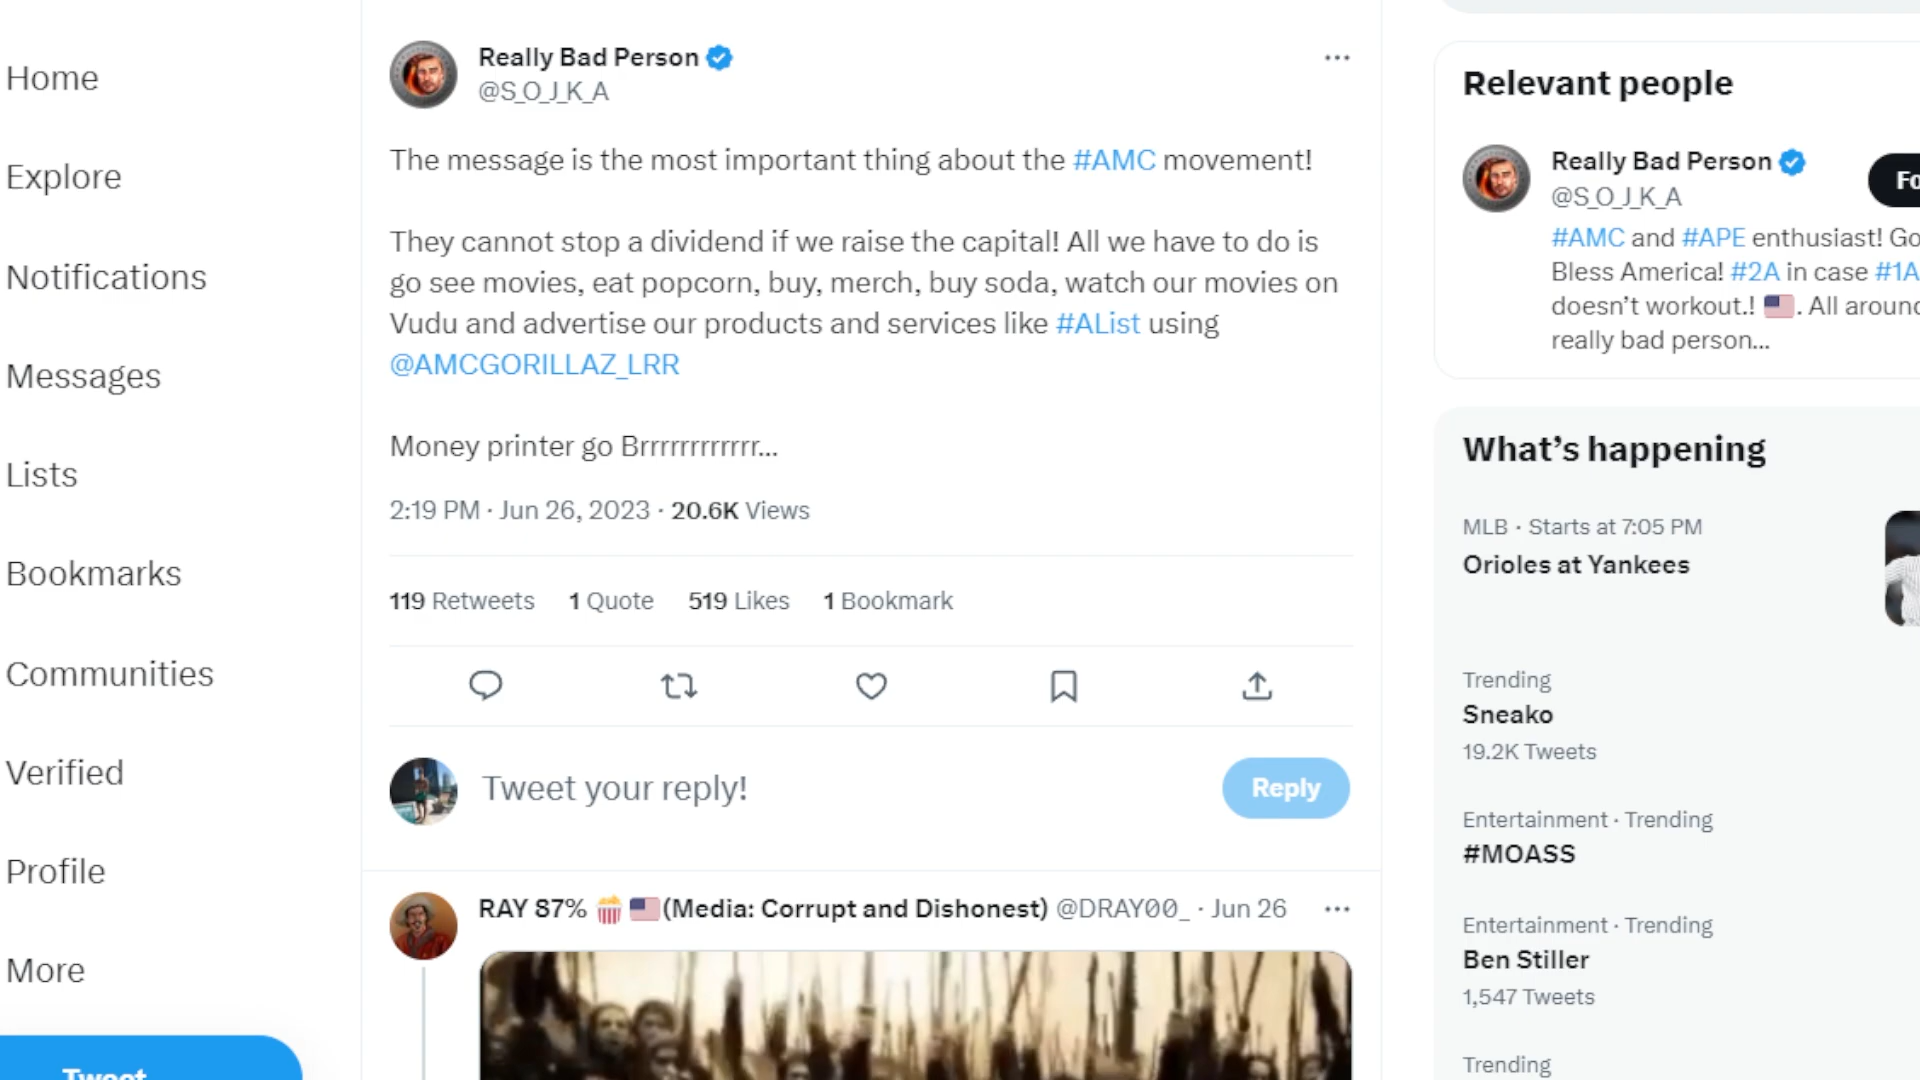 Home
Explore
Notifications
Messages
Lists
Bookmarks
Communities
Verified
Profile
More
Tweet
Really Bad Person
@S_O_J_K_A
The message is the most important thing about the #AMC movement!
They cannot stop a dividend if we raise the capital! All we have to do is
go see movies, eat popcorn, buy, merch, buy soda, watch our movies on
Vudu and advertise our products and services like #AList using
@AMCGORILLAZ_LRR
Money printer go Brrrrrrrrrrrr...
2:19 PM · Jun 26, 2023 · 20.6K Views
119 Retweets 1 Quote 519 Likes 1 Bookmark
Tweet your reply!
Reply
RAY 87% 🍿 🇺🇸(Media: Corrupt and Dishonest) @DRAY00_ · Jun 26
Relevant people
Really Bad Person
@S_O_J_K_A
Fo
#AMC and #APE enthusiast! Go
Bless America! #2A in case #1A
doesn’t workout.! 🇺🇸. All around
really bad person...
What’s happening
MLB · Starts at 7:05 PM
Orioles at Yankees
Trending
Sneako
19.2K Tweets
Entertainment · Trending
#MOASS
Entertainment · Trending
Ben Stiller
1,547 Tweets
Trending